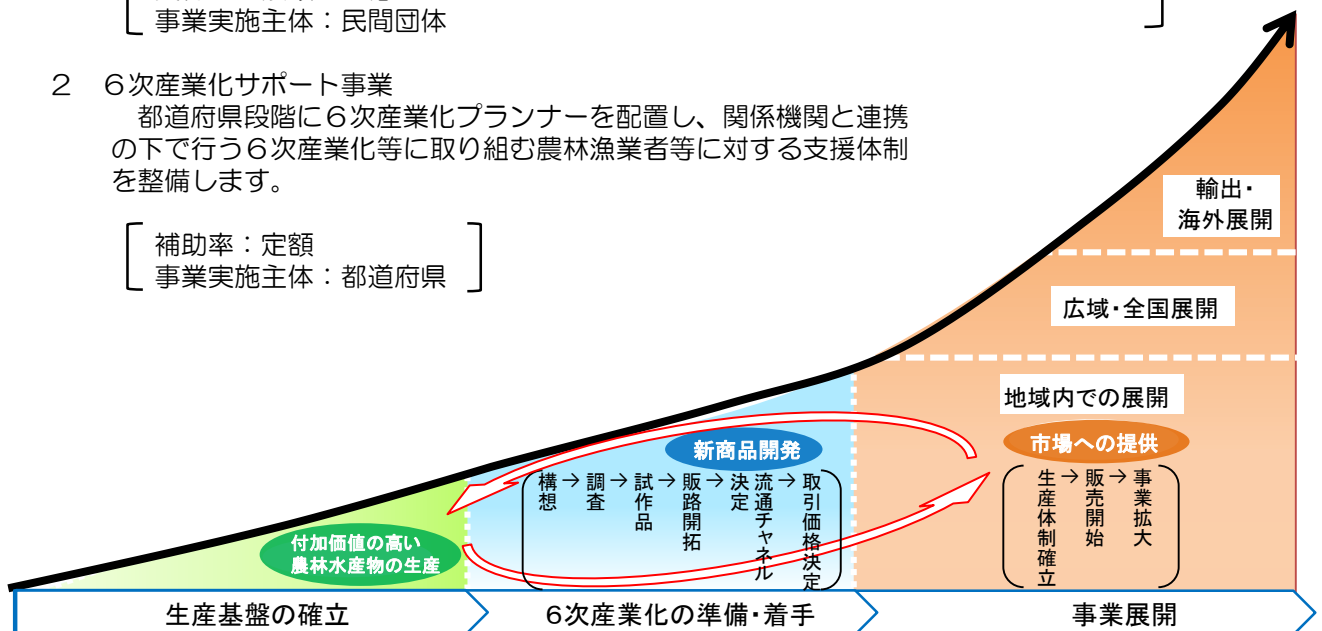 事業実施主体：民間団体
２　６次産業化サポート事業
都道府県段階に６次産業化プランナーを配置し、関係機関と連携
の下で行う６次産業化等に取り組む農林漁業者等に対する支援体制
を整備します。
補助率：定額
事業実施主体：都道府県
輸出・
海外展開
広域・全国展開
地域内での展開
市場への提供
生産体制確立→販売開始→事業拡大
新商品開発
構想→調査→試作品→販路開拓→流通チャネル決定→取引価格決定
付加価値の高い
農林水産物の生産
生産基盤の確立
6次産業化の準備・着手
事業展開